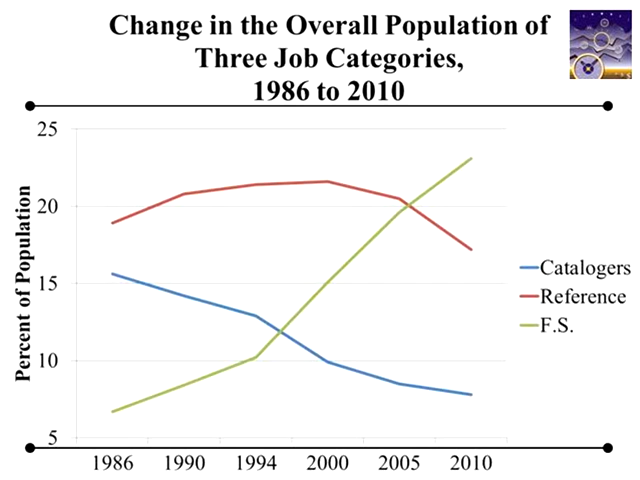 Change in the Overall Population of
Three Job Categories,
1986 to 2010
Percent of Population
25
20
15
10
5
1986 1990 1994 2000 2005 2010
Catalogers
Reference
F.S.